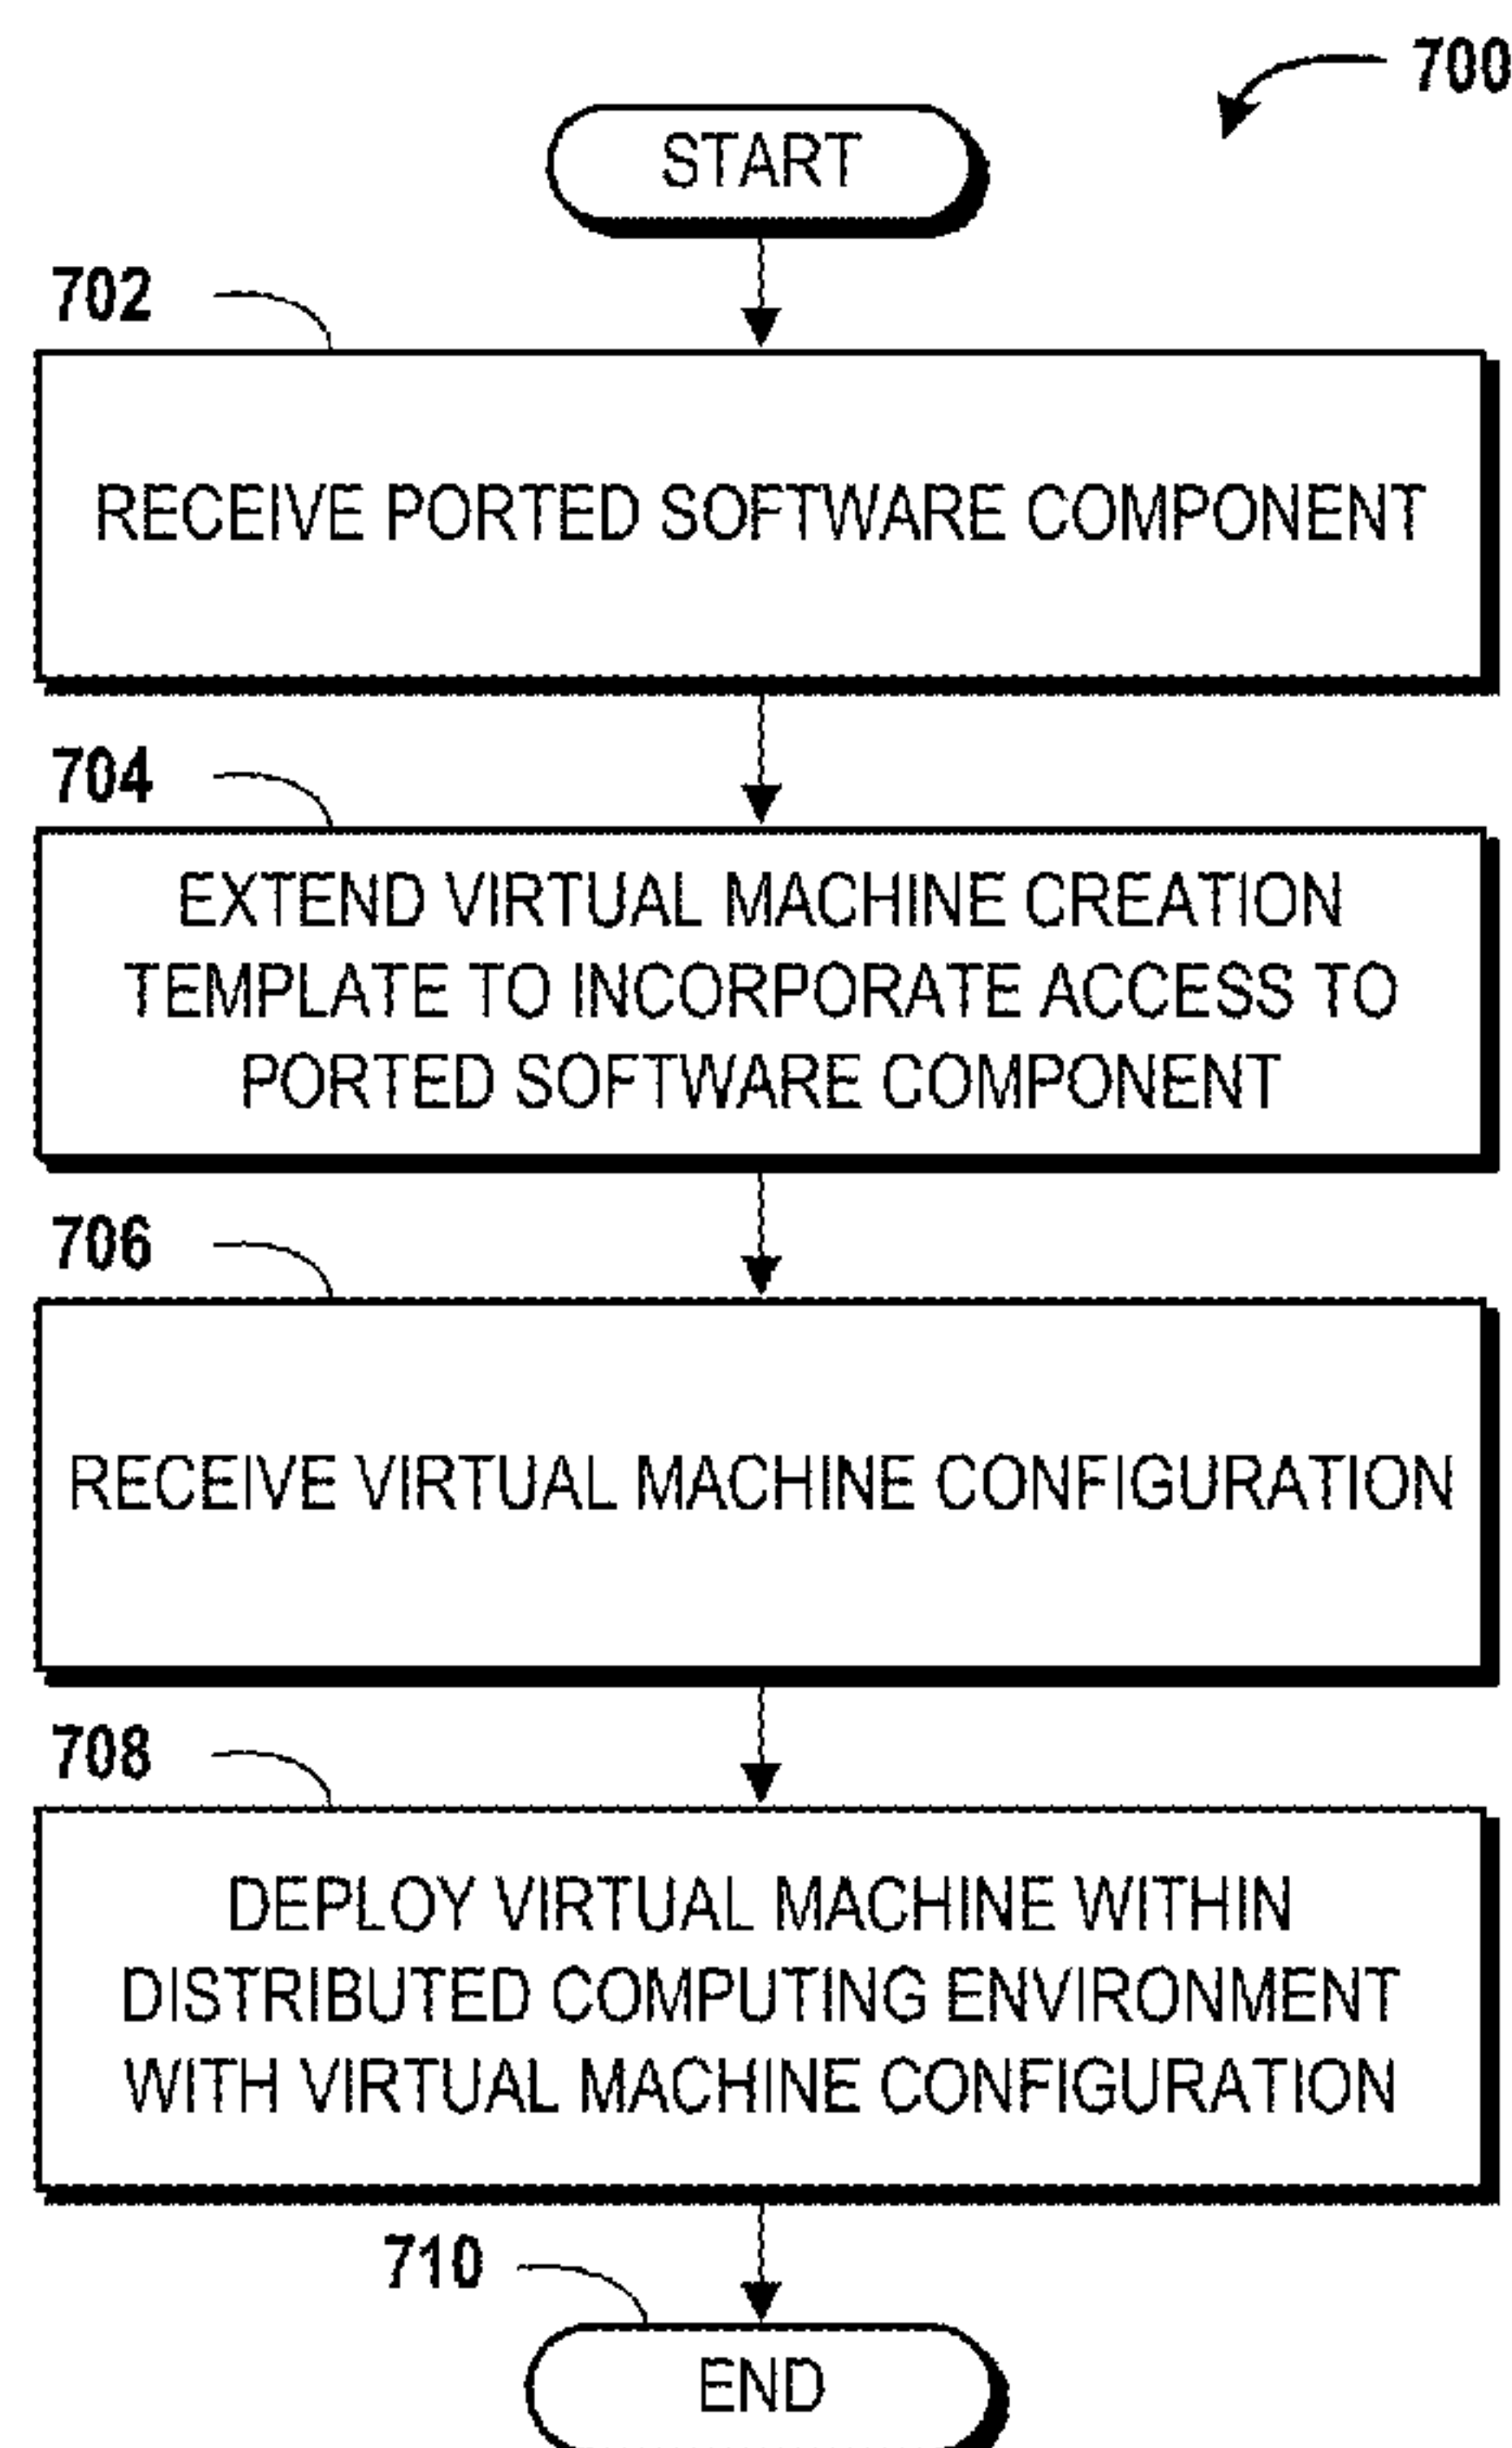 700
START
702
RECEIVE PORTED SOFTWARE COMPONENT
704
EXTEND VIRTUAL MACHINE CREATION
TEMPLATE TO INCORPORATE ACCESS TO
PORTED SOFTWARE COMPONENT
706
RECEIVE VIRTUAL MACHINE CONFIGURATION
708
DEPLOY VIRTUAL MACHINE WITHIN
DISTRIBUTED COMPUTING ENVIRONMENT
WITH VIRTUAL MACHINE CONFIGURATION
710
END